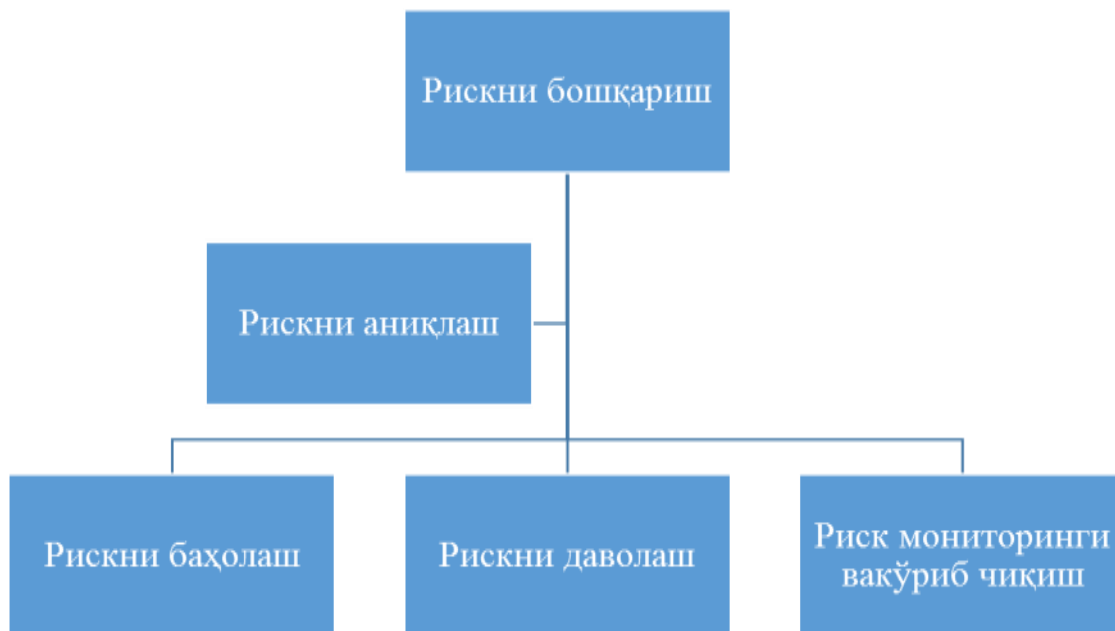 Рискни бошқариш
Рискни аниқлаш
Рискни баҳолаш
Рискни даволаш
Риск мониторинги
вакўриб чиқиш